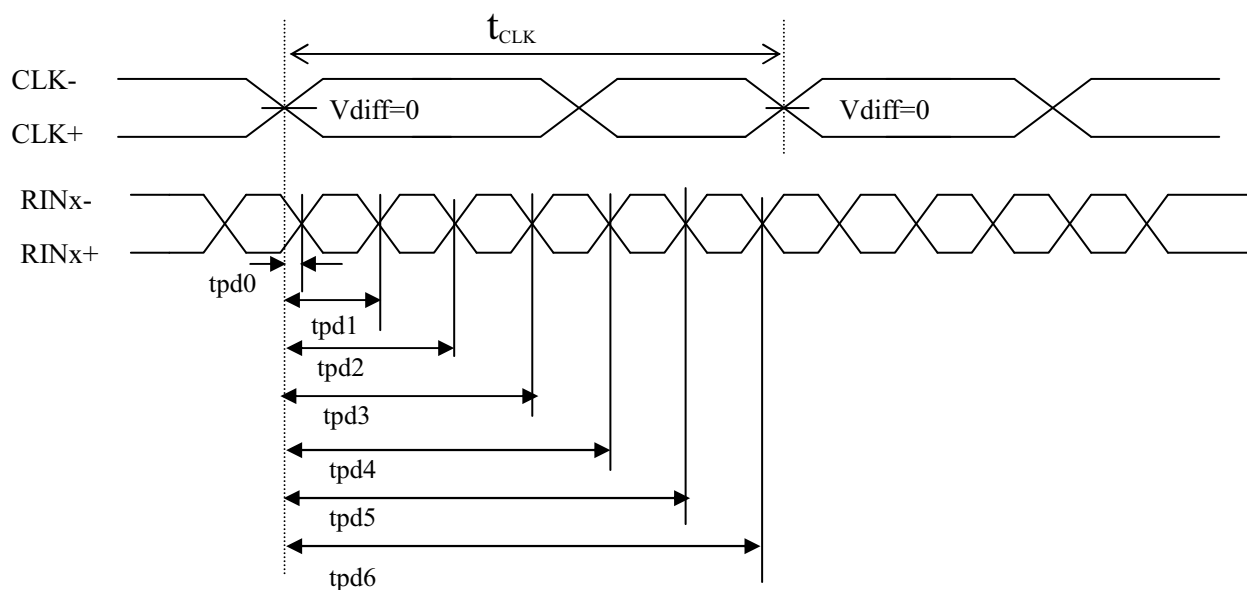 tCLK
CLK-
Vdiff=0 Vdiff=0
CLK+
RINx-
RINx+
tpd0
tpd1
tpd2
tpd3
tpd4
tpd5
tpd6